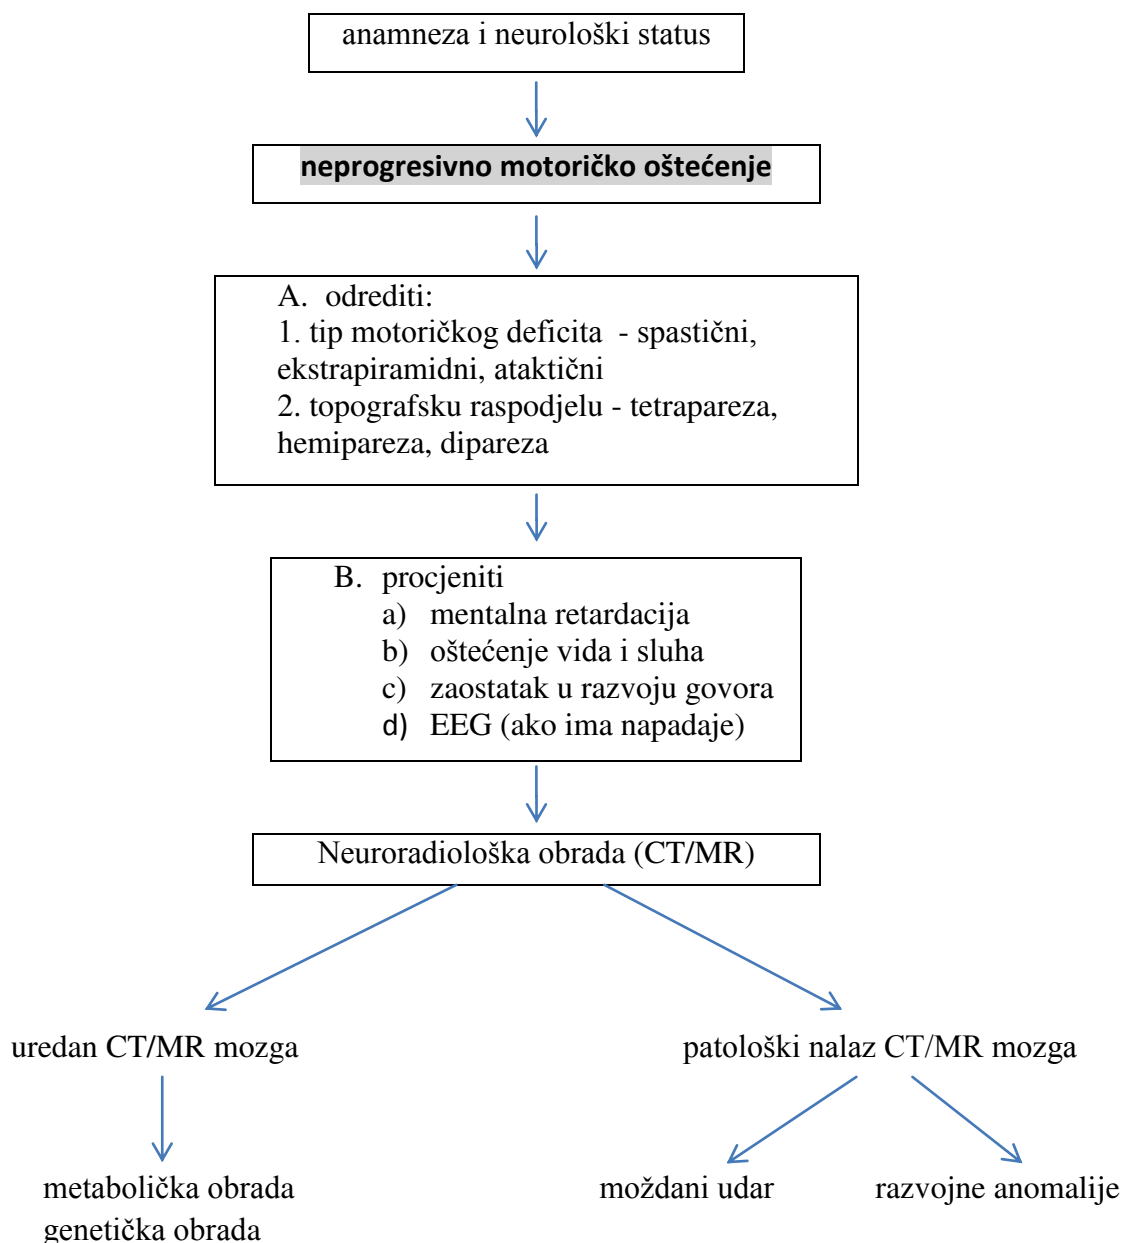 anamneza i neurološki status
neprogresivno motoričko oštećenje
A. odrediti:
1. tip motoričkog deficita - spastični,
ekstrapiramidni, ataktični
2. topografsku raspodjelu - tetrapareza,
hemipareza, dipareza
B. procjeniti
a) mentalna retardacija
b) oštećenje vida i sluha
c) zaostatak u razvoju govora
d) EEG (ako ima napadaje)
Neuroradiološka obrada (CT/MR)
uredan CT/MR mozga
patološki nalaz CT/MR mozga
metabolička obrada
genetička obrada
moždani udar
razvojne anomalije